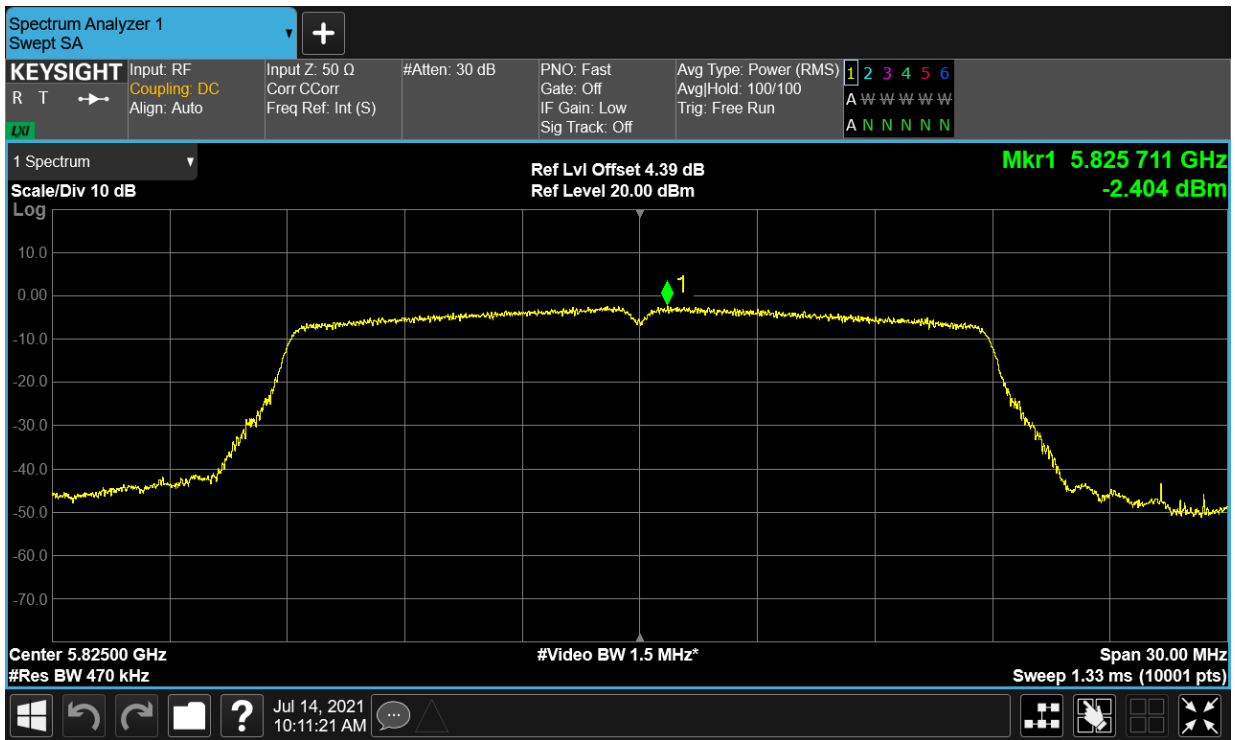 Spectrum Analyzer 1
Swept SA
KEYSIGHT
R T
LXI
Input: RF
Coupling: DC
Align: Auto
Input Z: 50 Ω
Corr CCorr
Freq Ref: Int (S)
#Atten: 30 dB
PNO: Fast
Gate: Off
IF Gain: Low
Sig Track: Off
Avg Type: Power (RMS)
Avg|Hold: 100/100
Trig: Free Run
1 2 3 4 5 6
A W W W W W
A N N N N N
1 Spectrum
Scale/Div 10 dB
Log
Ref Lvl Offset 4.39 dB
Ref Level 20.00 dBm
Mkr1 5.825 711 GHz
-2.404 dBm
1
10.0
0.00
-10.0
-20.0
-30.0
-40.0
-50.0
-60.0
-70.0
Center 5.82500 GHz
#Res BW 470 kHz
#Video BW 1.5 MHz*
Span 30.00 MHz
Sweep 1.33 ms (10001 pts)
?
Jul 14, 2021
10:11:21 AM